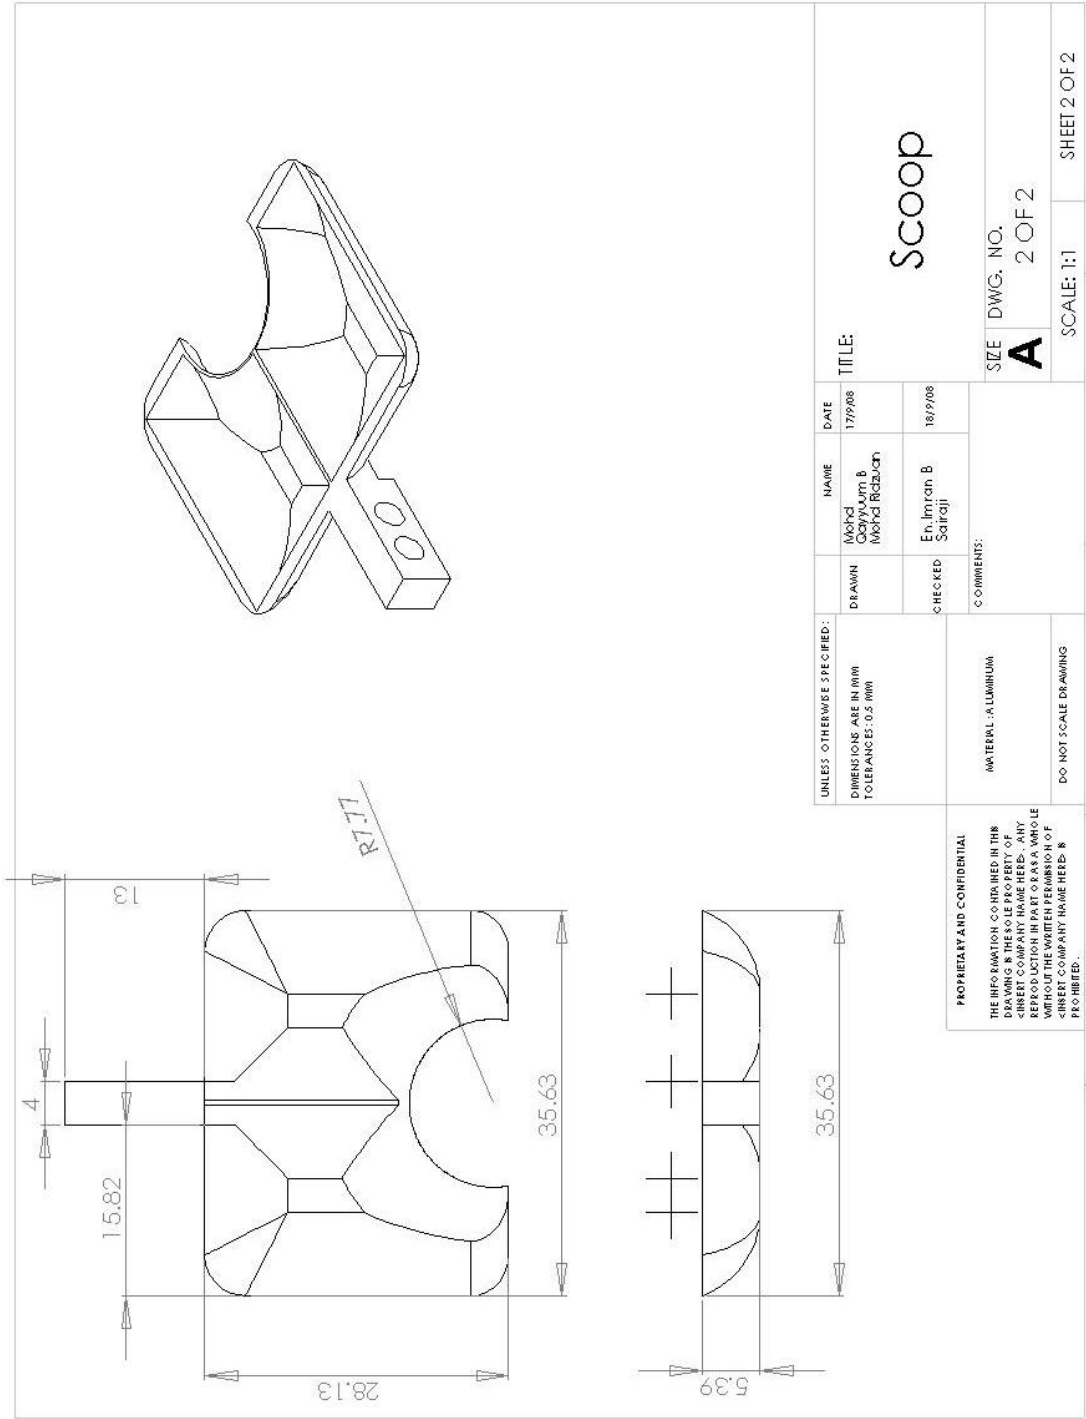 13
4
15.82
R7.77
28.13
35.63
5.39
35.63
PROPRIETARY AND CONFIDENTIAL
THE INFORMATION CONTAINED IN THIS
DRAWING IS THE SOLE PROPERTY OF
<INSERT COMPANY NAME HERE>. ANY
REPRODUCTION IN PART OR AS A WHOLE
WITHOUT THE WRITTEN PERMISSION OF
<INSERT COMPANY NAME HERE> IS
PROHIBITED.
UNLESS OTHERWISE SPECIFIED:
DIMENSIONS ARE IN MM
TOLERANCES: 0.5 MM
MATERIAL : ALUMINUM
DO NOT SCALE DRAWING
NAME DATE
DRAWN Mohd 17/9/08
Qayyuum B
Mohd Ridzuan
CHECKED En. Imran B 18/9/08
Sairaji
COMMENTS:
TITLE:
Scoop
SIZE DWG. NO.
A 2 OF 2
SCALE: 1:1 SHEET 2 OF 2